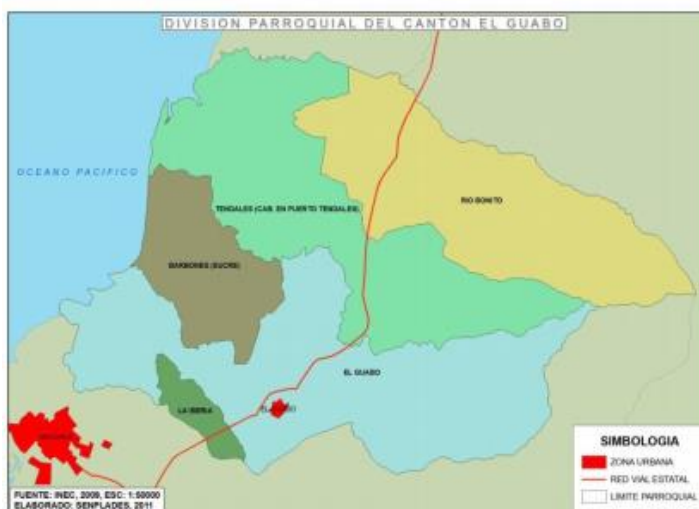 DIVISION PARROQUIAL DEL CANTON EL GUABO
OCEANO PACIFICO
TENDALES (CAB. EN PUERTO TENDALES)
RIO BONITO
BARBONES (SUCRE)
EL GUABO
LA IBERIA
EL
SIMBOLOGIA
ZONA URBANA
RED VIAL ESTATAL
LIMITE PARROQUIAL
FUENTE: INEC, 2009, ESC: 1:50000
ELABORADO: SENPLADES, 2011